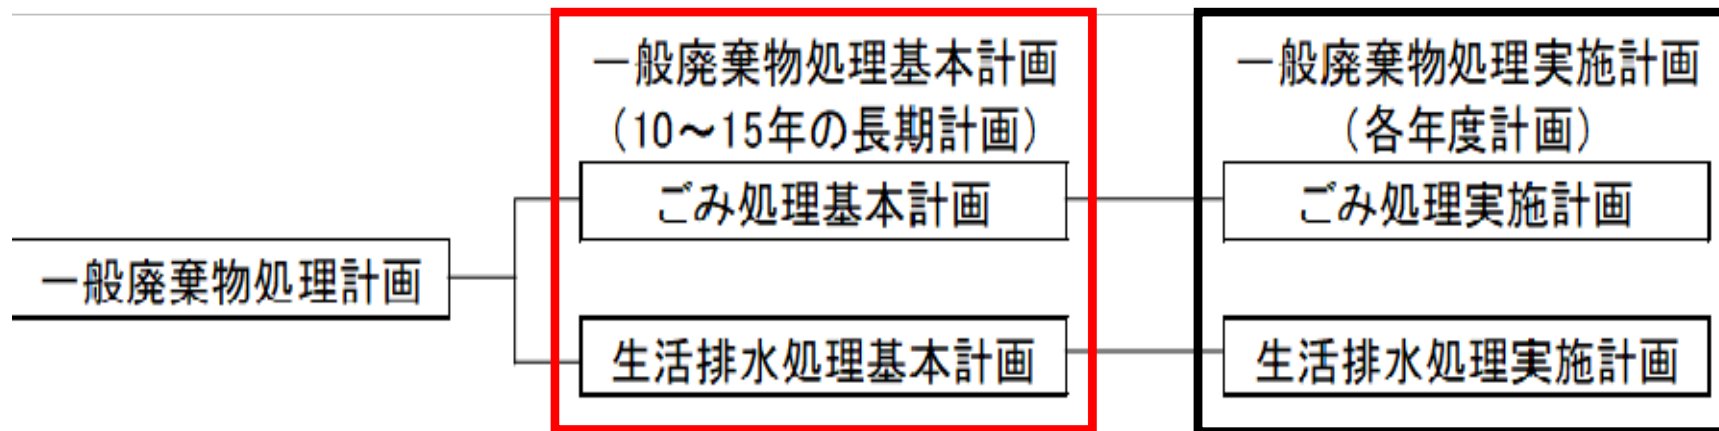 一般廃棄物処理計画
一般廃棄物処理基本計画
(10～15年の長期計画)
ごみ処理基本計画
生活排水処理基本計画
一般廃棄物処理実施計画
(各年度計画)
ごみ処理実施計画
生活排水処理実施計画